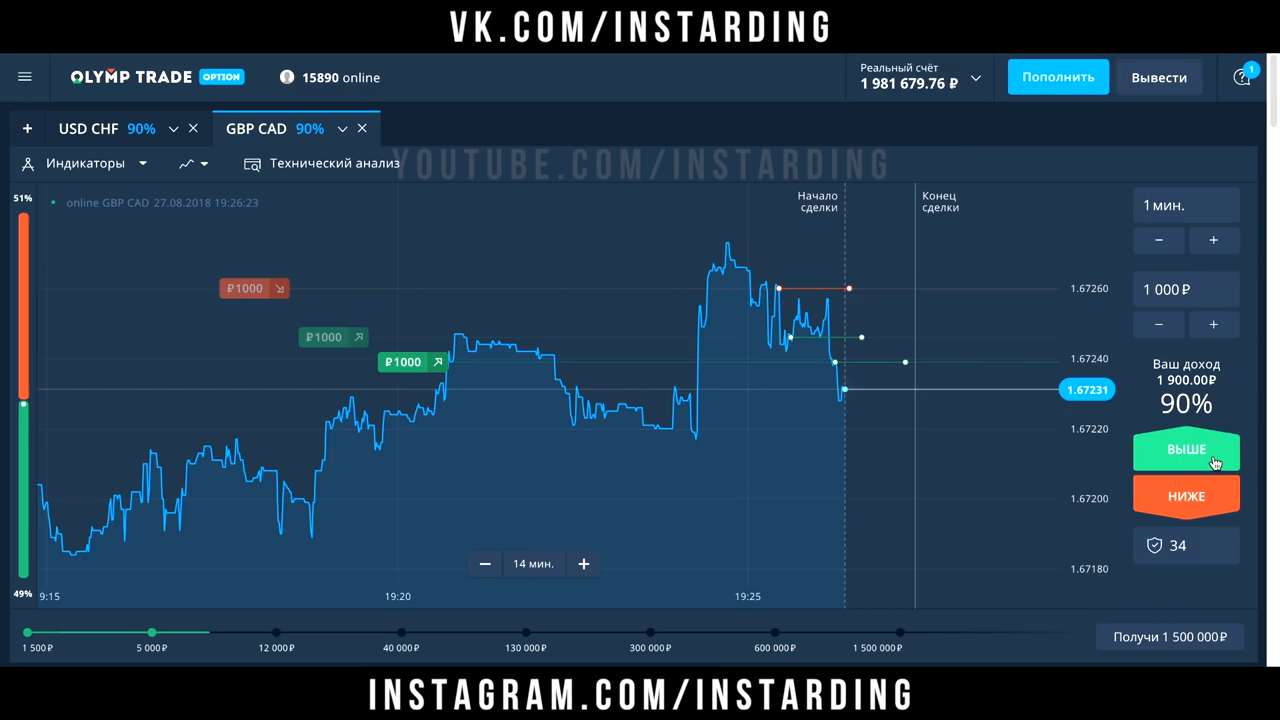 VK.COM/INSTARDING
OLYMP TRADE OPTION
15890 online
Реальный счёт
1 981 679.76 ₽
Пополнить
Вывести
1
USD CHF 90%
GBP CAD 90%
Индикаторы
Технический анализ
YOUTUBE.COM/INSTARDING
51%
online GBP CAD 27.08.2018 19:26:23
Начало
сделки
Конец
сделки
1 мин.
− +
₽1000
1.67260
1 000 ₽
− +
₽1000
₽1000
1.67240
Ваш доход
1 900.00₽
90%
1.67231
1.67220
ВЫШЕ
1.67200
НИЖЕ
34
− 14 мин. +
1.67180
49%
9:15
19:20
19:25
1 500₽
5 000₽
12 000₽
40 000₽
130 000₽
300 000₽
600 000₽
1 500 000₽
Получи 1 500 000₽
INSTAGRAM.COM/INSTARDING